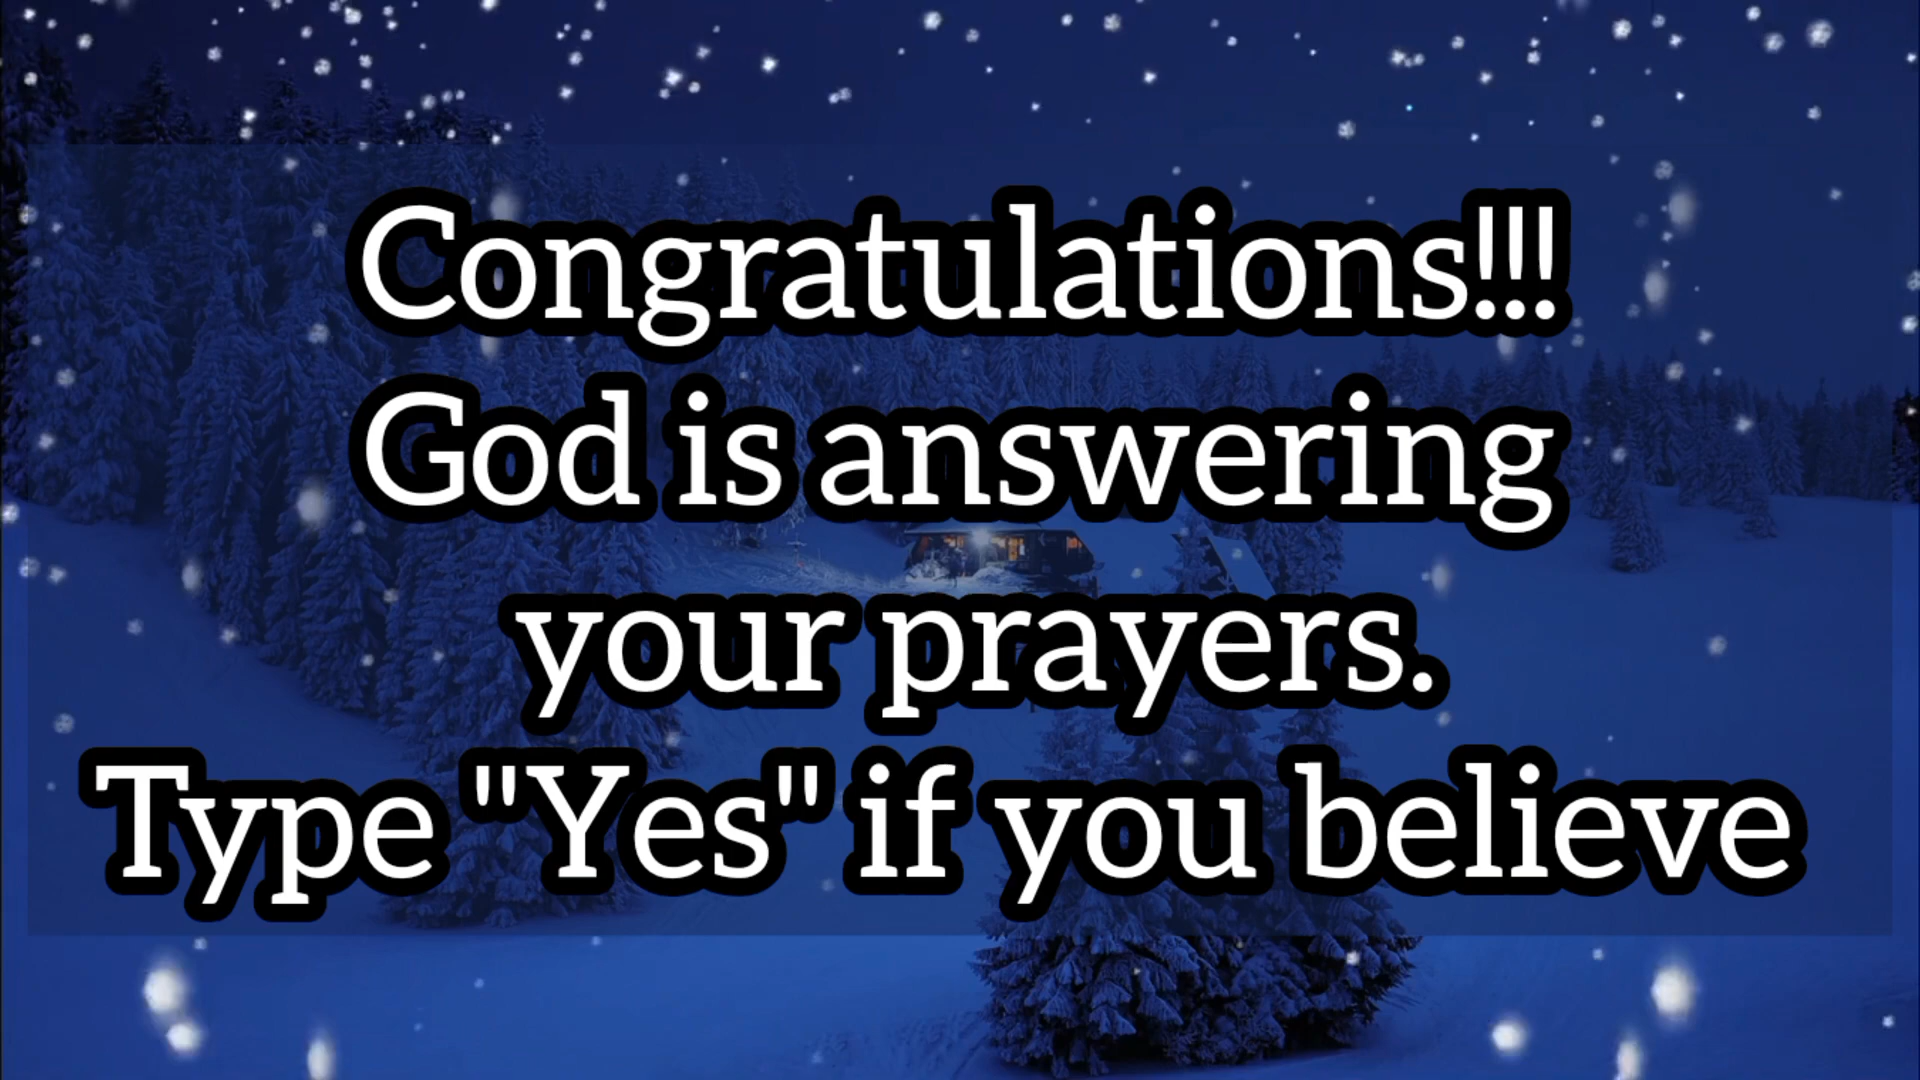 Congratulations!!!
God is answering
your prayers.
Type "Yes" if you believe